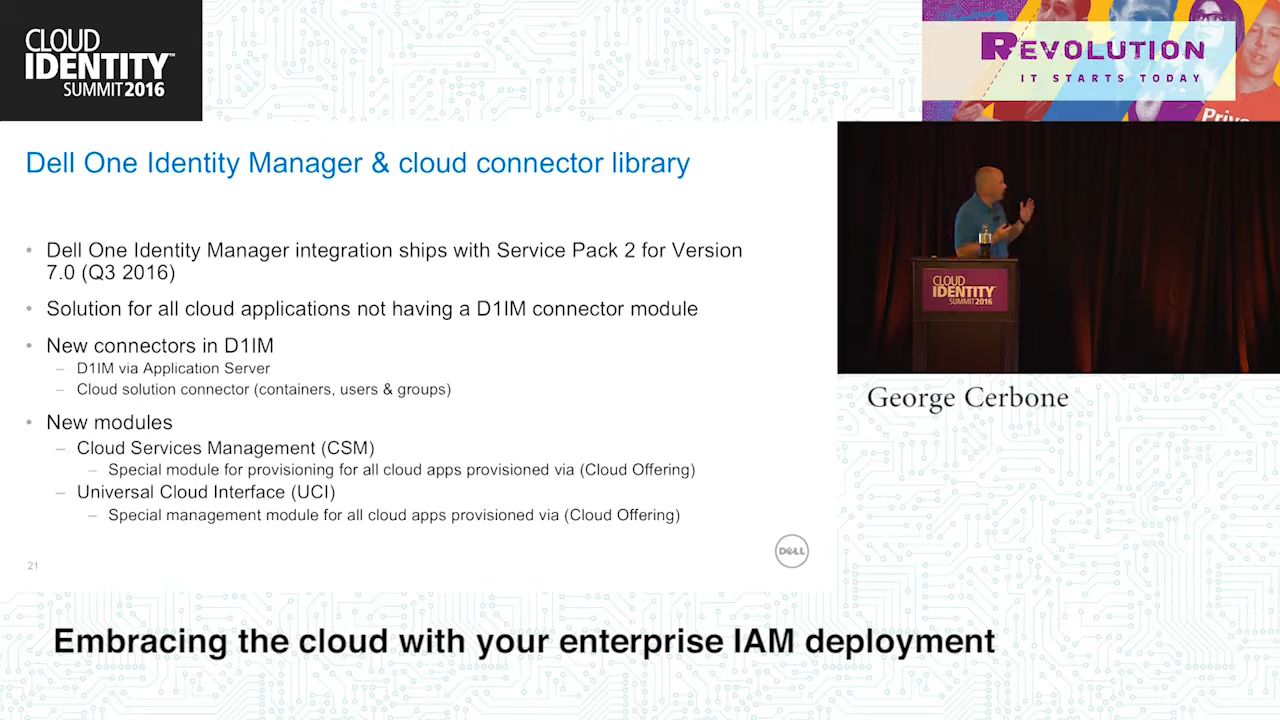 CLOUD
IDENTITY™
SUMMIT 2016
REVOLUTION
IT STARTS TODAY
Dell One Identity Manager & cloud connector library
• Dell One Identity Manager integration ships with Service Pack 2 for Version
7.0 (Q3 2016)
• Solution for all cloud applications not having a D1IM connector module
• New connectors in D1IM
– D1IM via Application Server
– Cloud solution connector (containers, users & groups)
• New modules
– Cloud Services Management (CSM)
– Special module for provisioning for all cloud apps provisioned via (Cloud Offering)
– Universal Cloud Interface (UCI)
– Special management module for all cloud apps provisioned via (Cloud Offering)
21
DELL
CLOUD
IDENTITY
SUMMIT 2016
George Cerbone
Embracing the cloud with your enterprise IAM deployment